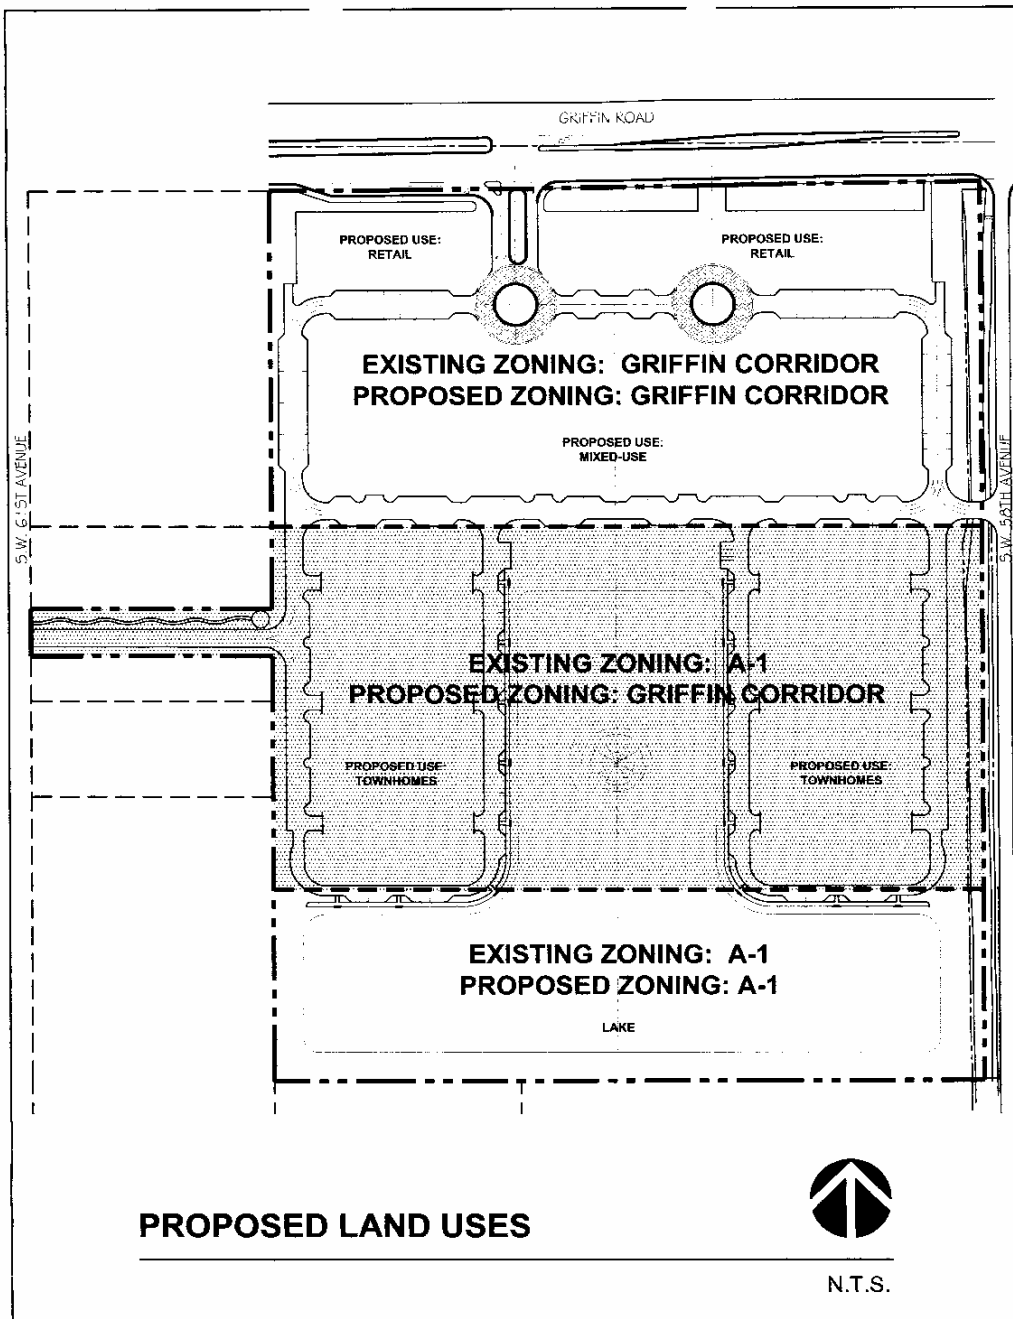 GRIFFIN ROAD
PROPOSED USE:
RETAIL
PROPOSED USE:
RETAIL
EXISTING ZONING: GRIFFIN CORRIDOR
PROPOSED ZONING: GRIFFIN CORRIDOR
PROPOSED USE:
MIXED-USE
S.W. 61ST AVENUE
S.W. 58TH AVENUE
EXISTING ZONING: A-1
PROPOSED ZONING: GRIFFIN CORRIDOR
PROPOSED USE:
TOWNHOMES
PROPOSED USE:
TOWNHOMES
EXISTING ZONING: A-1
PROPOSED ZONING: A-1
LAKE
PROPOSED LAND USES
N.T.S.